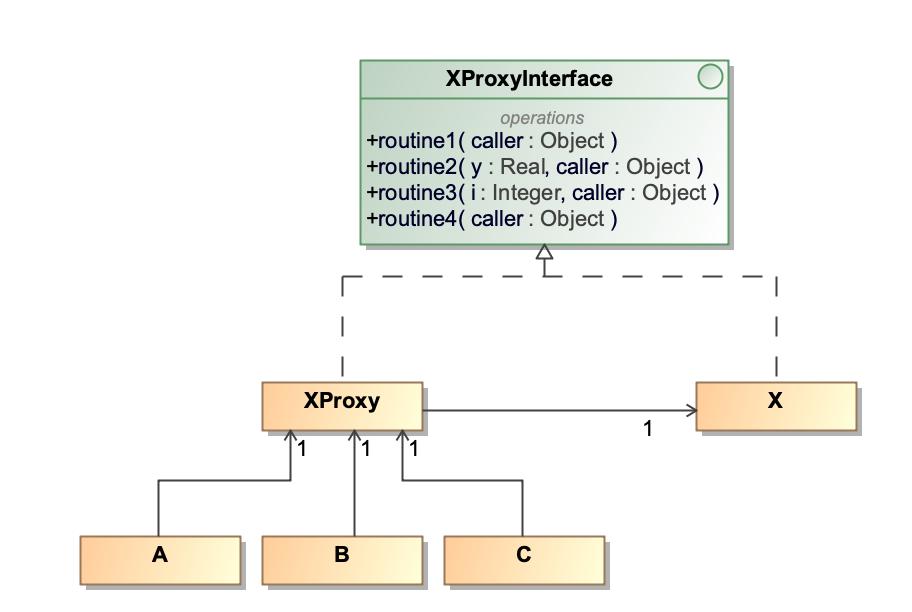 XProxyInterface
operations
+routine1( caller : Object )
+routine2( y : Real, caller : Object )
+routine3( i : Integer, caller : Object )
+routine4( caller : Object )
XProxy
X
1
1
1
1
A
B
C